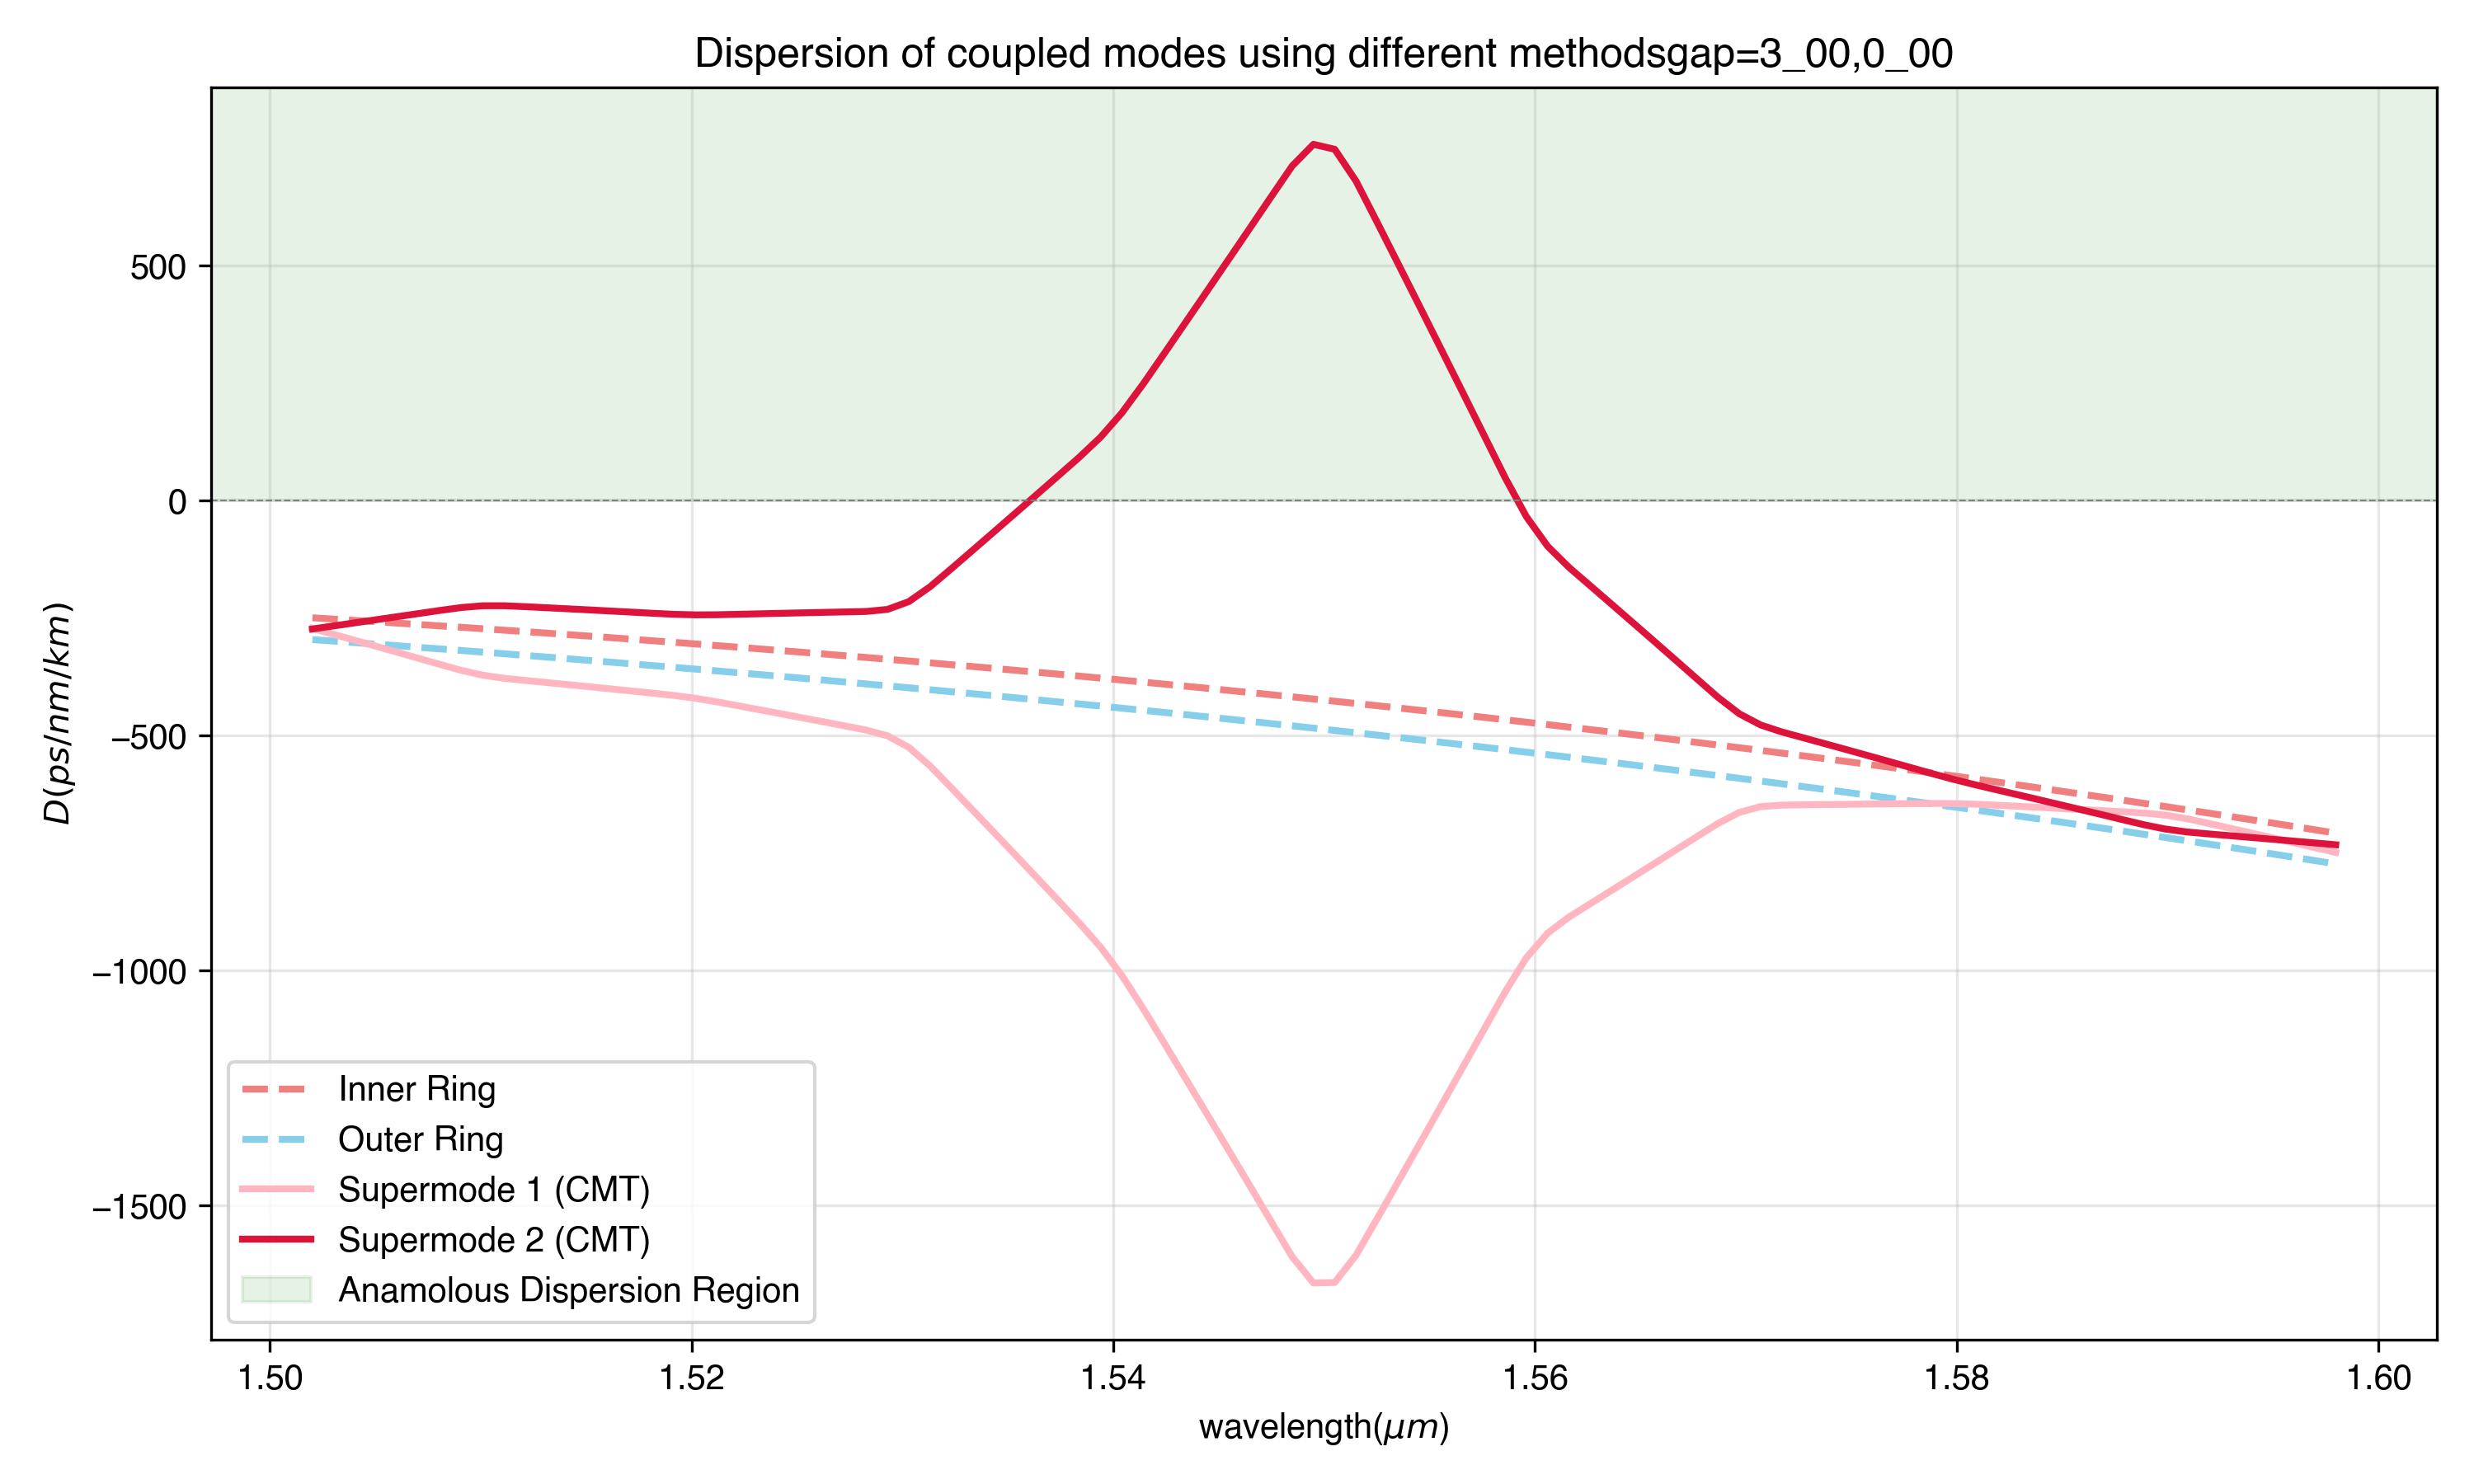 Dispersion of coupled modes using different methodsgap=3_00,0_00
D(ps/nm/km)
500
0
−500
−1000
−1500
Inner Ring
Outer Ring
Supermode 1 (CMT)
Supermode 2 (CMT)
Anamolous Dispersion Region
1.50 1.52 1.54 1.56 1.58 1.60
wavelength(μm)